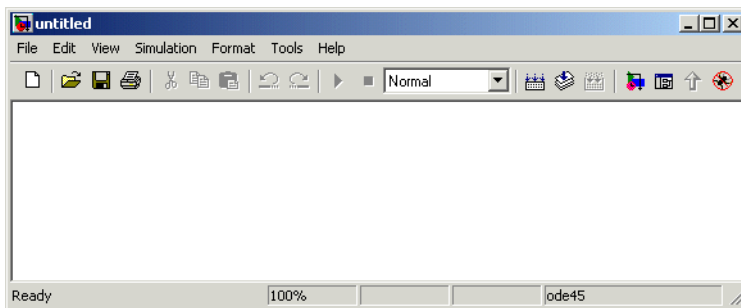 untitled
File Edit View Simulation Format Tools Help
Normal
Ready 100% ode45